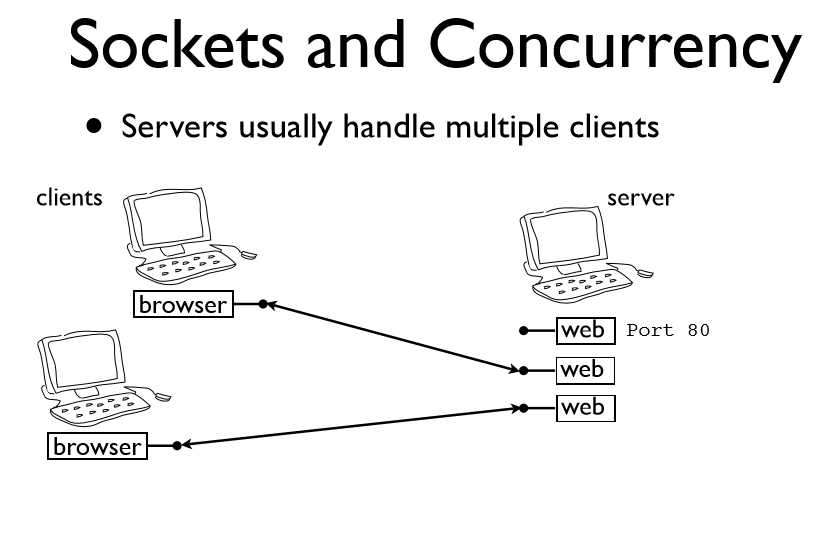 Sockets and Concurrency
• Servers usually handle multiple clients
clients
server
browser
web Port 80
web
web
browser